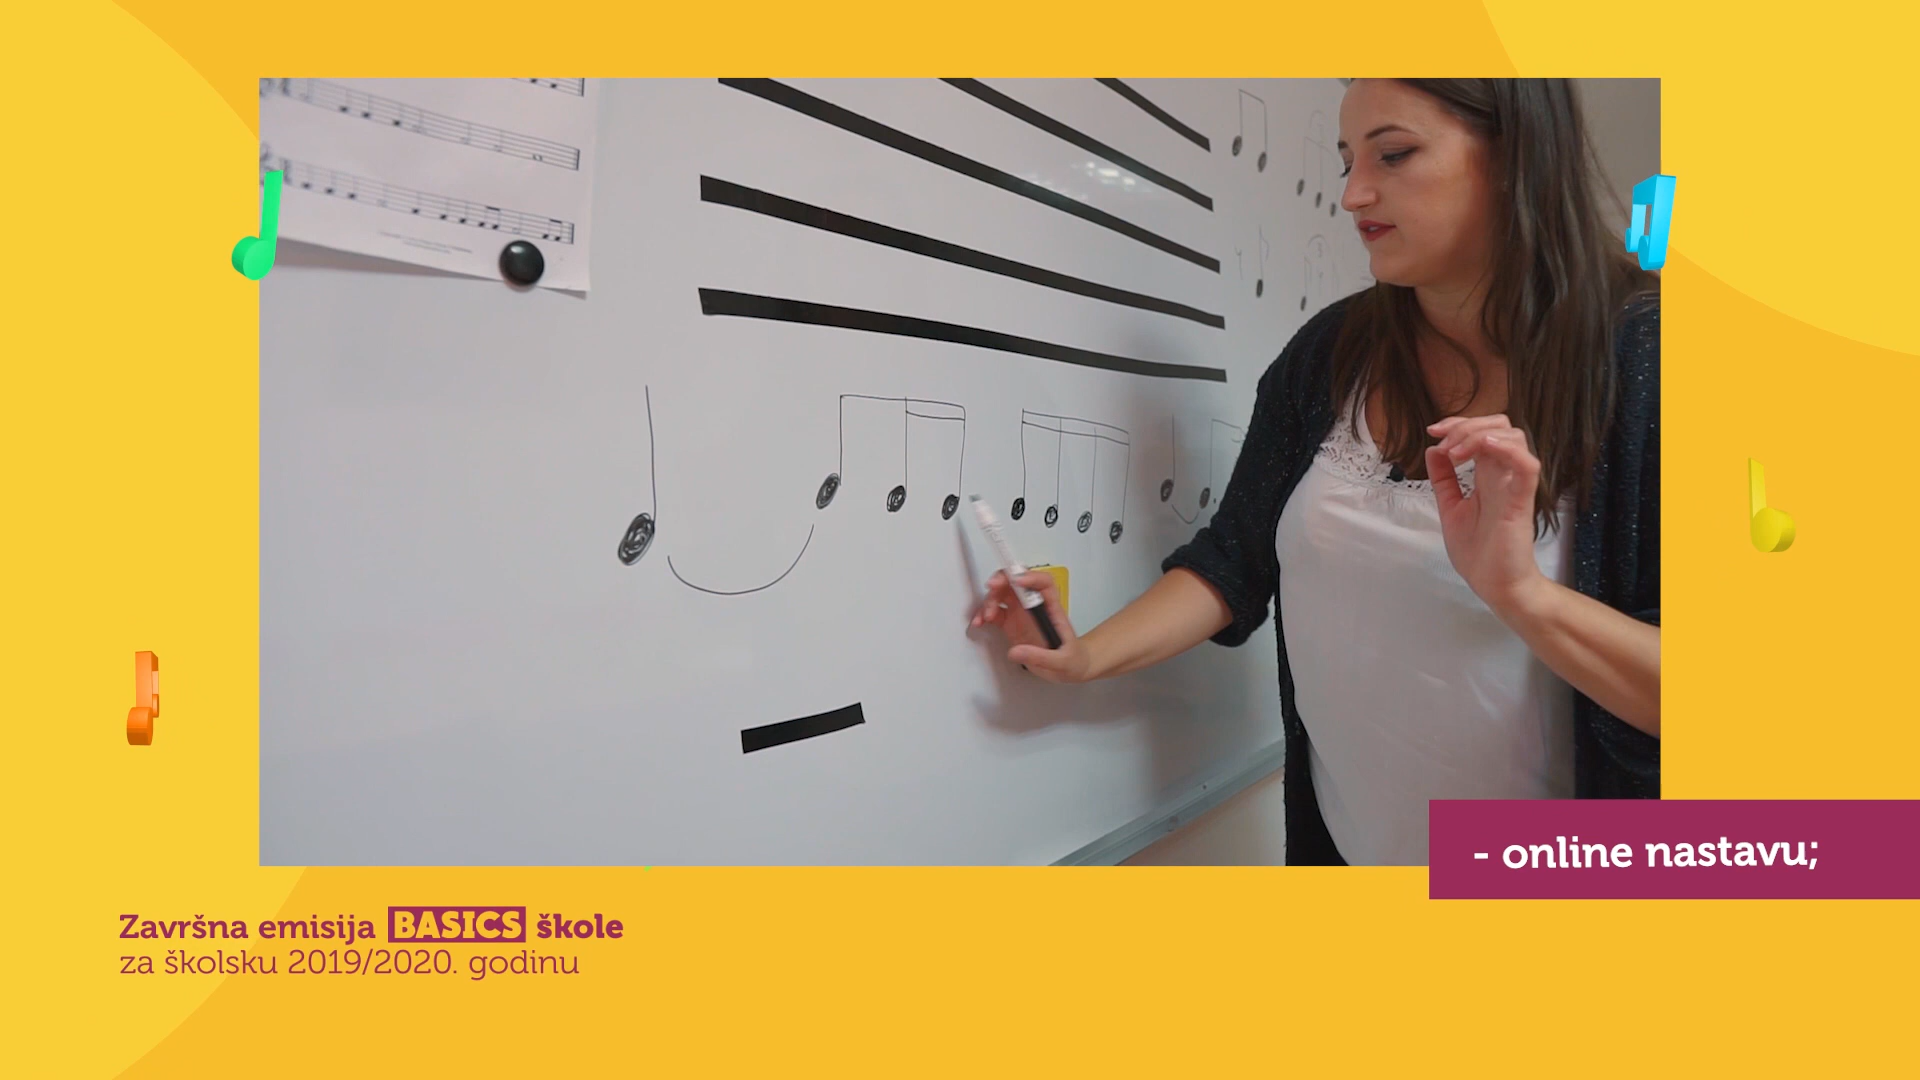 - online nastavu;
Završna emisija BASICS škole
za školsku 2019/2020. godinu